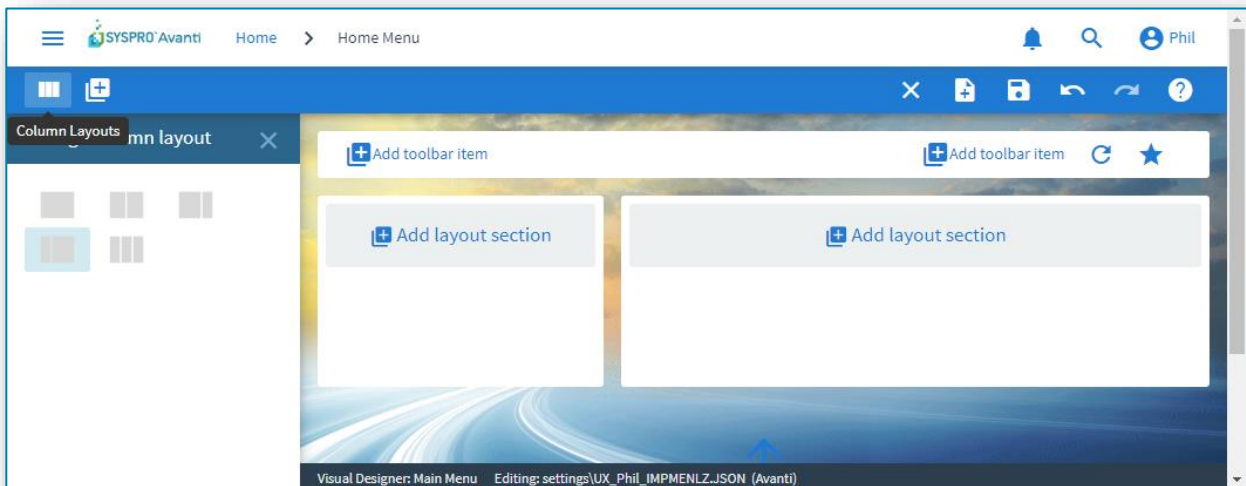 SYSPRO Avanti Home > Home Menu Phil
Column Layouts mn layout
Add toolbar item Add toolbar item
Add layout section Add layout section
Visual Designer: Main Menu Editing: settings\UX_Phil_IMPMENLZ.JSON (Avanti)